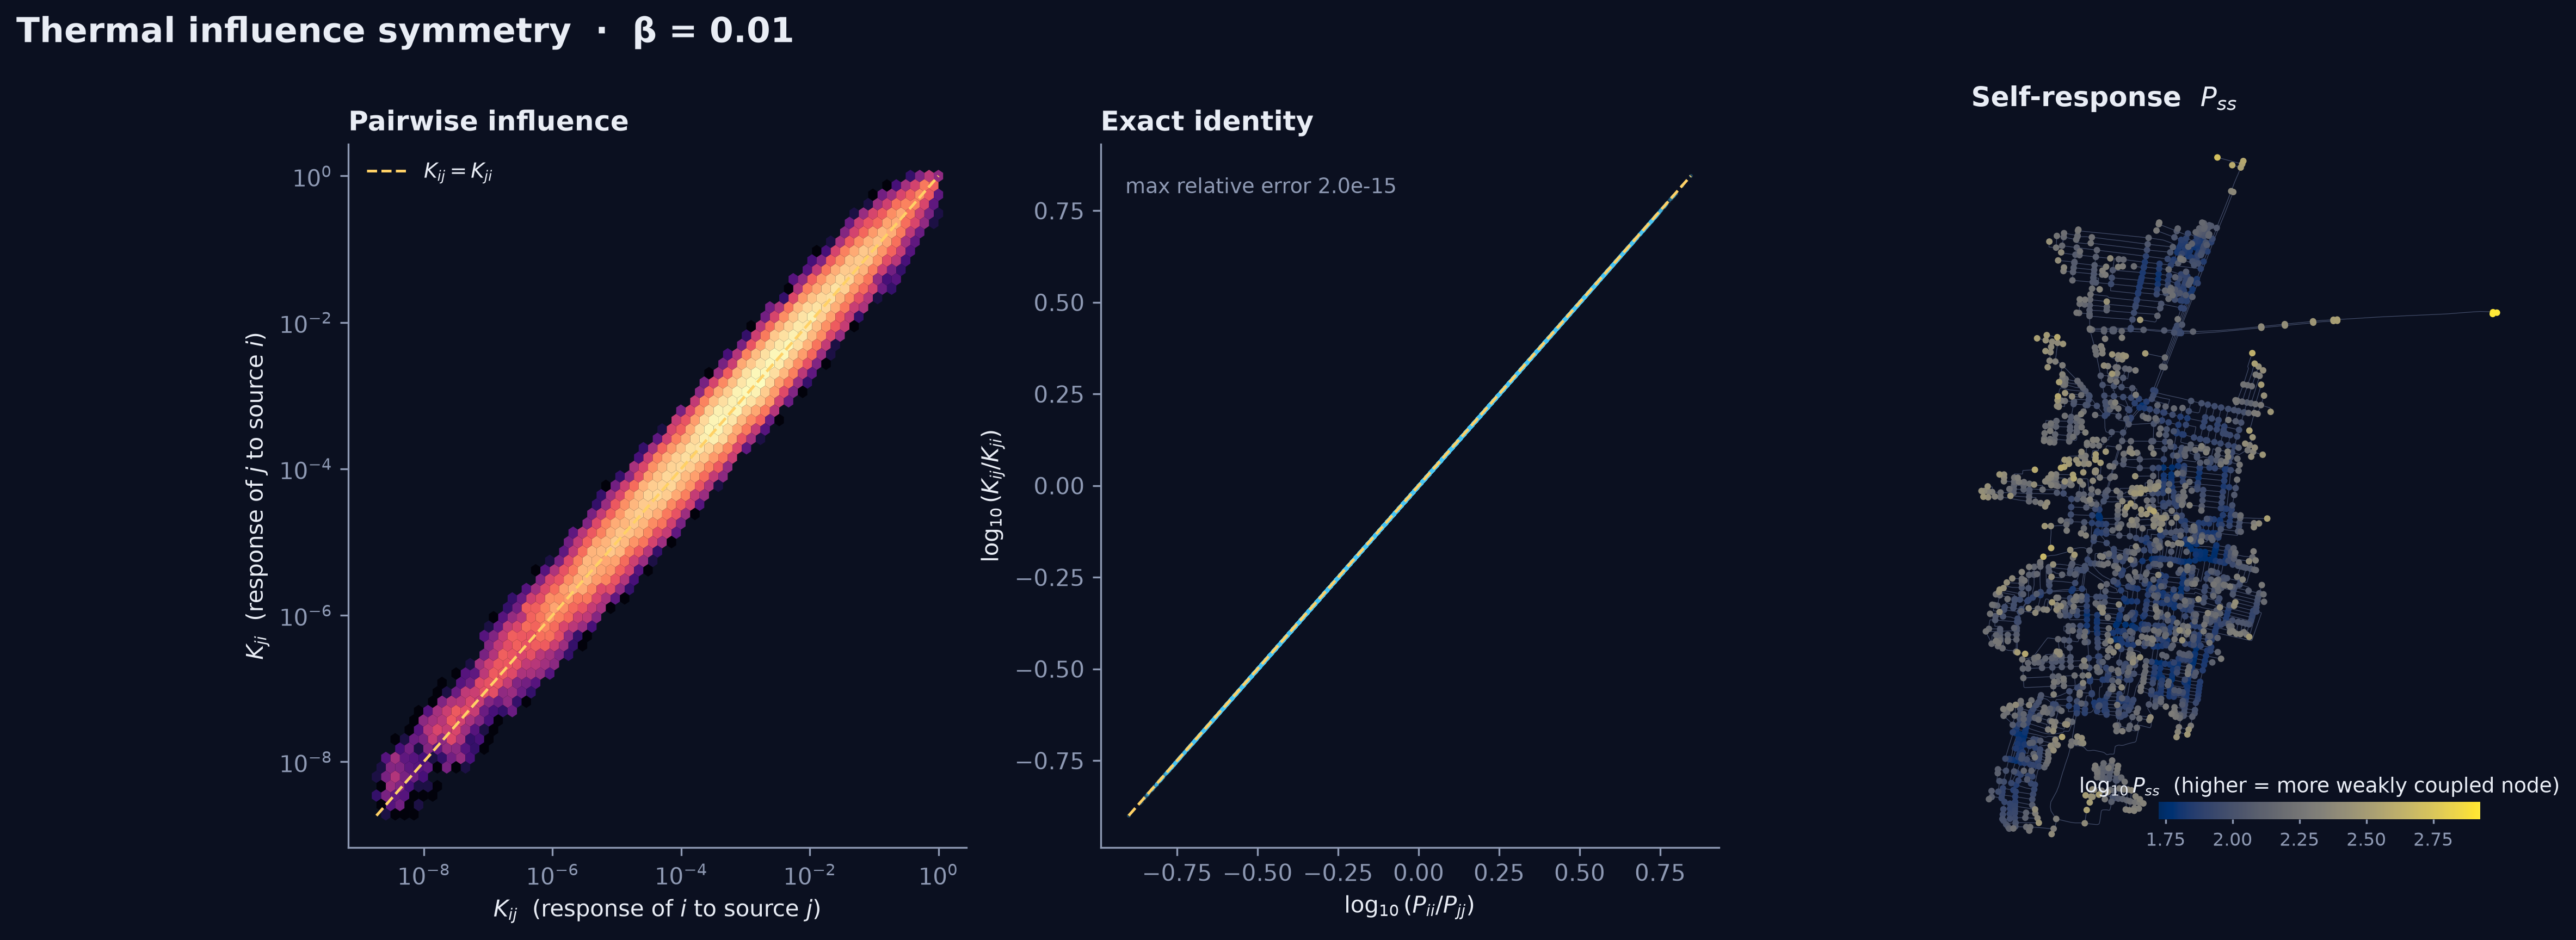 Thermal influence symmetry · β = 0.01
Pairwise influence
K_ij = K_ji
10^0
10^−2
10^−4
10^−6
10^−8
K_ji (response of j to source i)
10^−8 10^−6 10^−4 10^−2 10^0
K_ij (response of i to source j)
Exact identity
max relative error 2.0e-15
0.75
0.50
0.25
0.00
−0.25
−0.50
−0.75
log_10 (K_ij/K_ji)
−0.75 −0.50 −0.25 0.00 0.25 0.50 0.75
log_10 (P_ii/P_jj)
Self-response P_ss
log_10 P_ss (higher = more weakly coupled node)
1.75 2.00 2.25 2.50 2.75